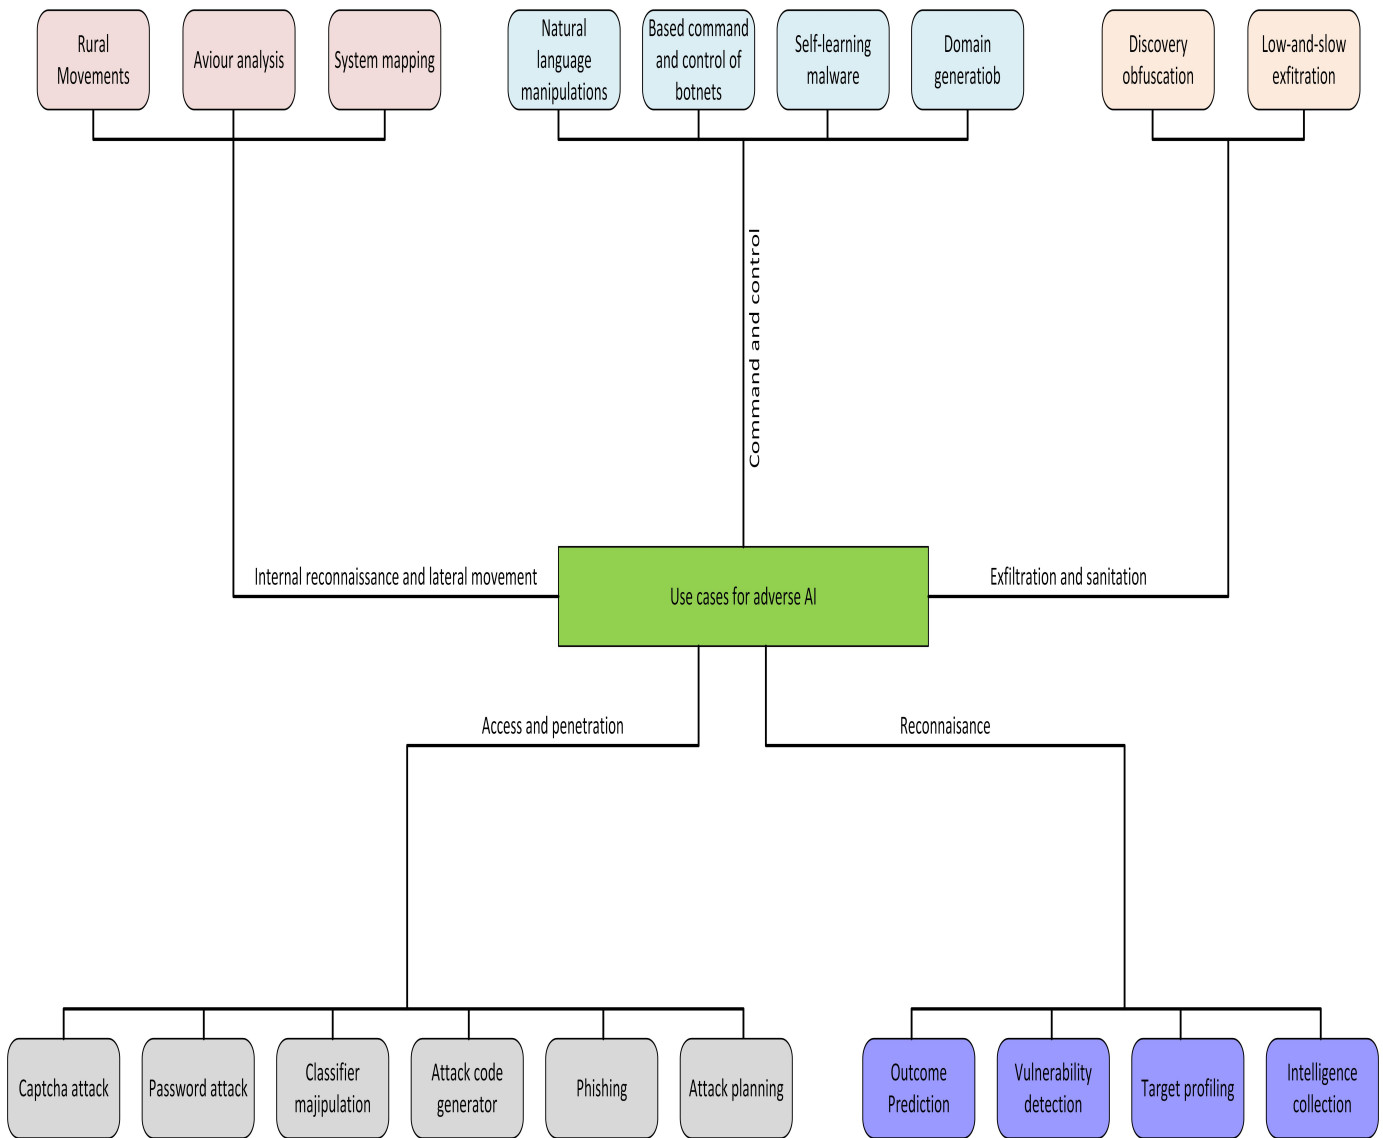 Rural
Movements
Aviour analysis
System mapping
Natural
language
manipulations
Based command
and control of
botnets
Self-learning
malware
Domain
generatiob
Discovery
obfuscation
Low-and-slow
exfitration
Command and control
Internal reconnaissance and lateral movement
Exfiltration and sanitation
Use cases for adverse AI
Access and penetration
Reconnaisance
Captcha attack
Password attack
Classifier
majipulation
Attack code
generator
Phishing
Attack planning
Outcome
Prediction
Vulnerability
detection
Target profiling
Intelligence
collection